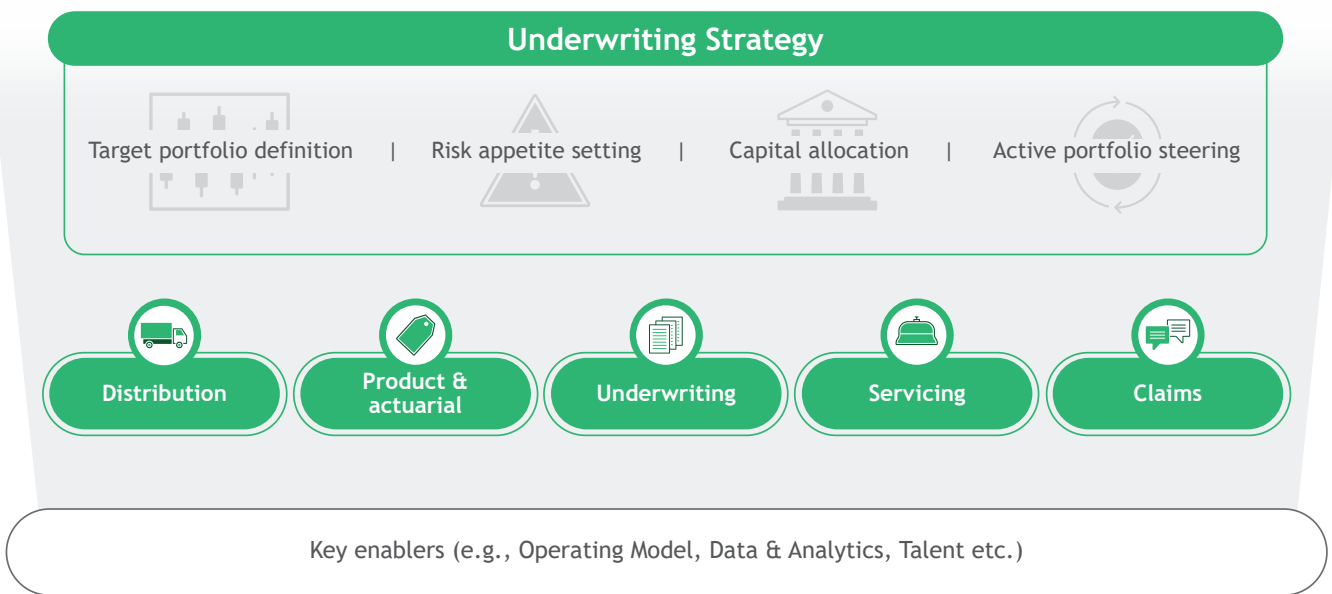 Underwriting Strategy
Target portfolio definition | Risk appetite setting | Capital allocation | Active portfolio steering
Distribution
Product &
actuarial
Underwriting
Servicing
Claims
Key enablers (e.g., Operating Model, Data & Analytics, Talent etc.)